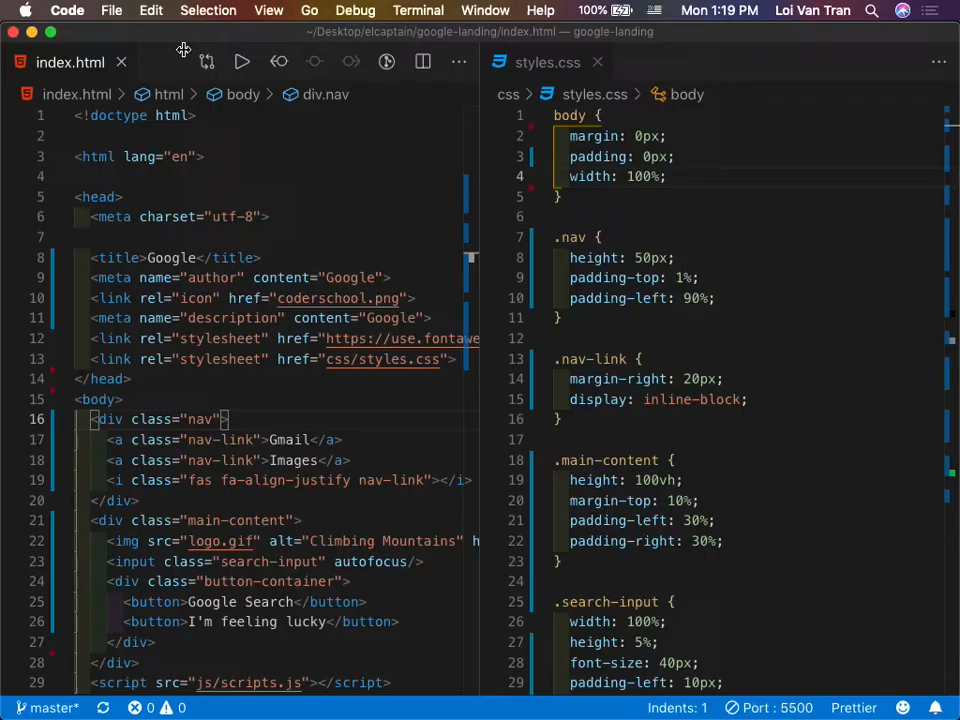 Code File Edit Selection View Go Debug Terminal Window Help 100% Mon 1:19 PM Loi Van Tran
~/Desktop/elcaptain/google-landing/index.html — google-landing
index.html
index.html > html > body > div.nav
1 <!doctype html>
2
3 <html lang="en">
4
5 <head>
6 <meta charset="utf-8">
7
8 <title>Google</title>
9 <meta name="author" content="Google">
10 <link rel="icon" href="coderschool.png">
11 <meta name="description" content="Google">
12 <link rel="stylesheet" href="https://use.fontawe
13 <link rel="stylesheet" href="css/styles.css">
14 </head>
15 <body>
16 <div class="nav">
17 <a class="nav-link">Gmail</a>
18 <a class="nav-link">Images</a>
19 <i class="fas fa-align-justify nav-link"></i>
20 </div>
21 <div class="main-content">
22 <img src="logo.gif" alt="Climbing Mountains" h
23 <input class="search-input" autofocus/>
24 <div class="button-container">
25 <button>Google Search</button>
26 <button>I'm feeling lucky</button>
27 </div>
28 </div>
29 <script src="js/scripts.js"></script>
styles.css
css > styles.css > body
1 body {
2 margin: 0px;
3 padding: 0px;
4 width: 100%;
5 }
6
7 .nav {
8 height: 50px;
9 padding-top: 1%;
10 padding-left: 90%;
11 }
12
13 .nav-link {
14 margin-right: 20px;
15 display: inline-block;
16 }
17
18 .main-content {
19 height: 100vh;
20 margin-top: 10%;
21 padding-left: 30%;
22 padding-right: 30%;
23 }
24
25 .search-input {
26 width: 100%;
27 height: 5%;
28 font-size: 40px;
29 padding-left: 10px;
master* 0 0 Indents: 1 Port : 5500 Prettier